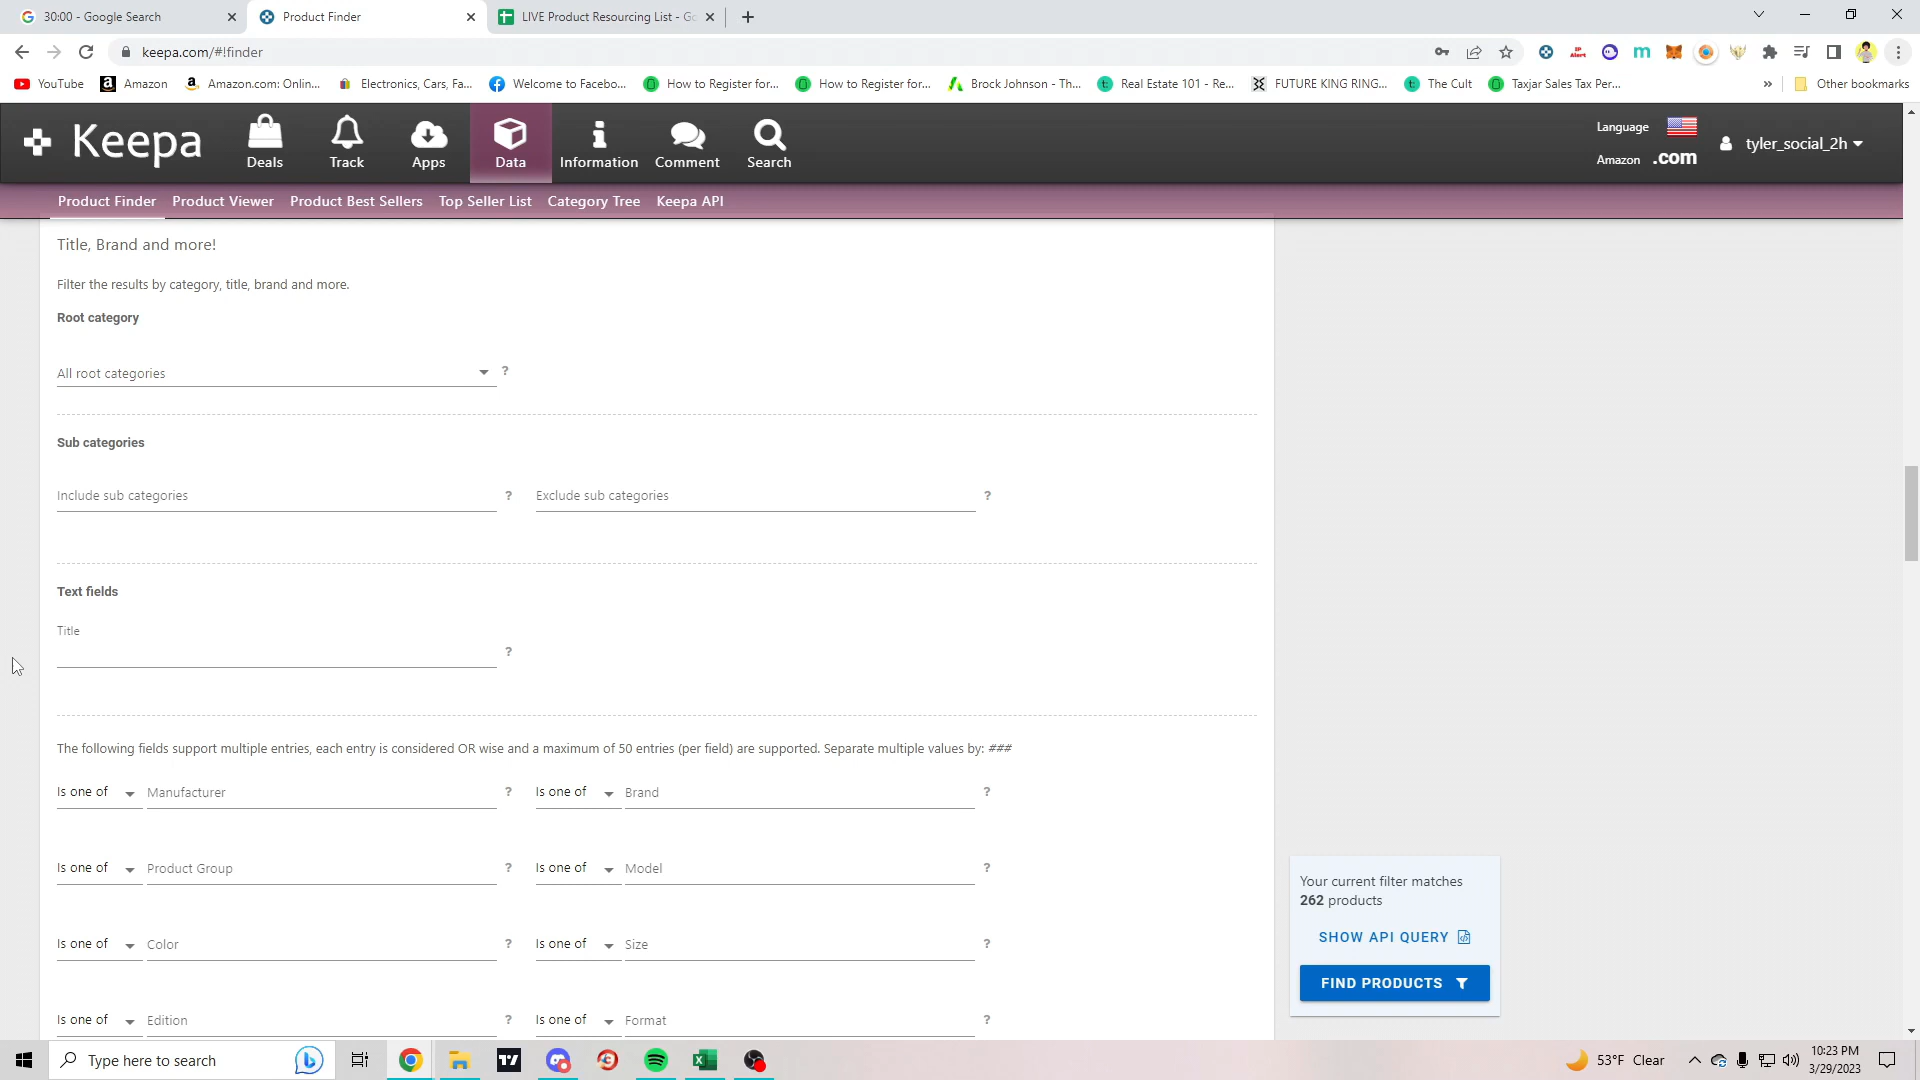 30:00 - Google Search
Product Finder
LIVE Product Resourcing List - Go
keepa.com/#!finder
YouTube
Amazon
Amazon.com: Onlin...
Electronics, Cars, Fa...
Welcome to Facebo...
How to Register for...
How to Register for...
Brock Johnson - Th...
Real Estate 101 - Re...
FUTURE KING RING...
The Cult
Taxjar Sales Tax Per...
»
Other bookmarks
Keepa
Deals
Track
Apps
Data
Information
Comment
Search
Language
Amazon .com
tyler_social_2h
Product Finder
Product Viewer
Product Best Sellers
Top Seller List
Category Tree
Keepa API
Title, Brand and more!
Filter the results by category, title, brand and more.
Root category
All root categories ?
Sub categories
Include sub categories ? Exclude sub categories ?
Text fields
Title
?
The following fields support multiple entries, each entry is considered OR wise and a maximum of 50 entries (per field) are supported. Separate multiple values by: ###
Is one of Manufacturer ? Is one of Brand ?
Is one of Product Group ? Is one of Model ?
Is one of Color ? Is one of Size ?
Is one of Edition ? Is one of Format ?
Your current filter matches
262 products
SHOW API QUERY
FIND PRODUCTS
Type here to search
53°F Clear
10:23 PM
3/29/2023